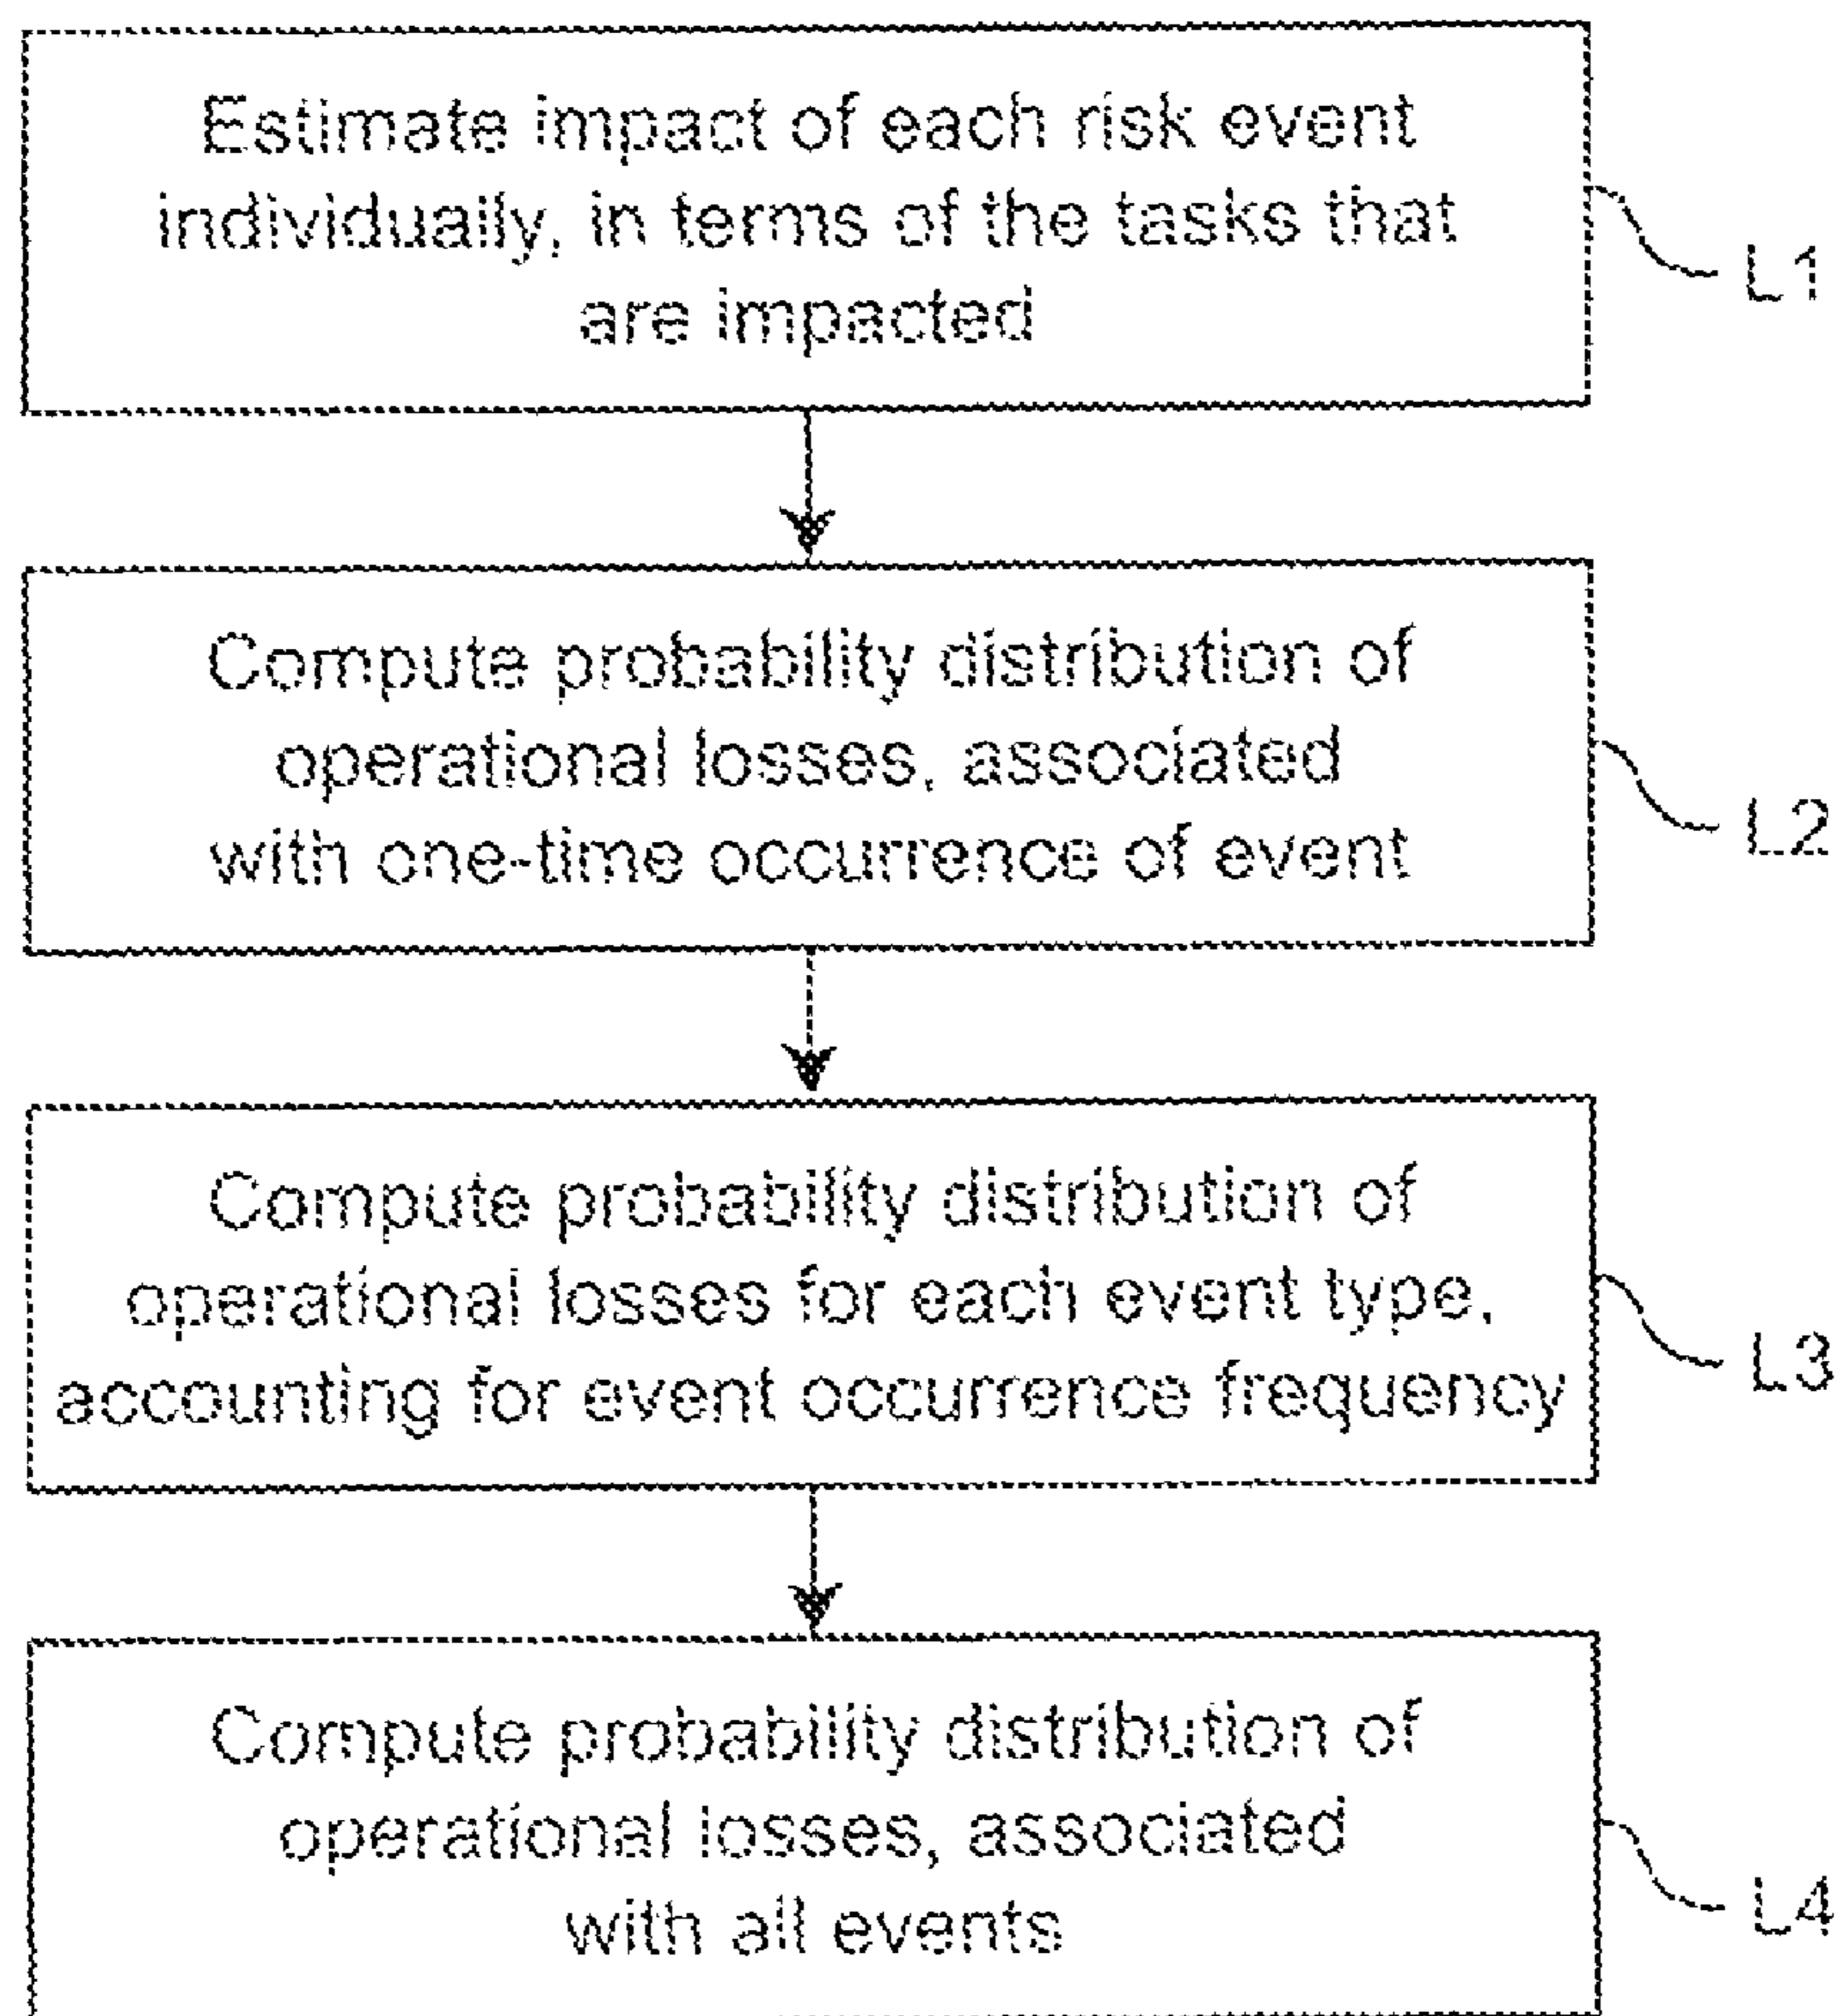 Estimate impact of each risk event
individually, in terms of the tasks that
are impacted
L1
Compute probability distribution of
operational losses, associated
with one-time occurrence of event
L2
Compute probability distribution of
operational losses for each event type,
accounting for event occurrence frequency
L3
Compute probability distribution of
operational losses, associated
with all events
L4